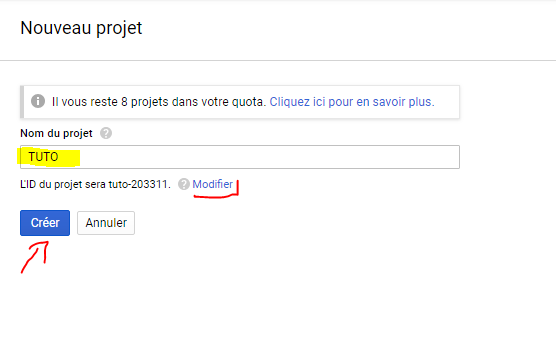 Nouveau projet
Il vous reste 8 projets dans votre quota. Cliquez ici pour en savoir plus.
Nom du projet
TUTO
L'ID du projet sera tuto-203311. Modifier
Créer Annuler